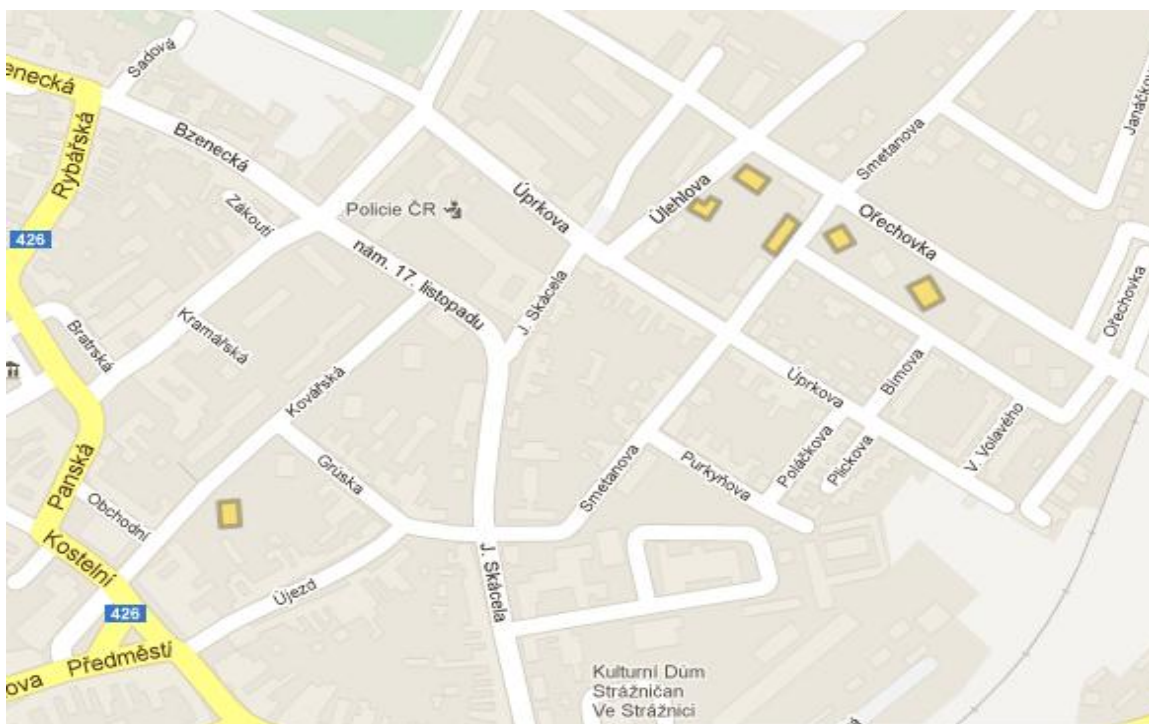 Sadová
enecká
Rybářská
Bzenecká
Smetanova
Janáčkova
Zákoutí
Policie ČR
Úprkova
Úlehlova
Ořechovka
426
nám. 17. listopadu
J. Skácela
Ořechovka
Bratrská
Kramářská
Kovářská
Úprkova
Bímova
V. Volavého
Panská
Grúska
Smetanova
Purkyňova
Poláčkova
Plickova
Obchodní
Kostelní
J. Skácela
Újezd
426
Předměstí
ova
Kulturní Dům
Strážničan
Ve Strážnici